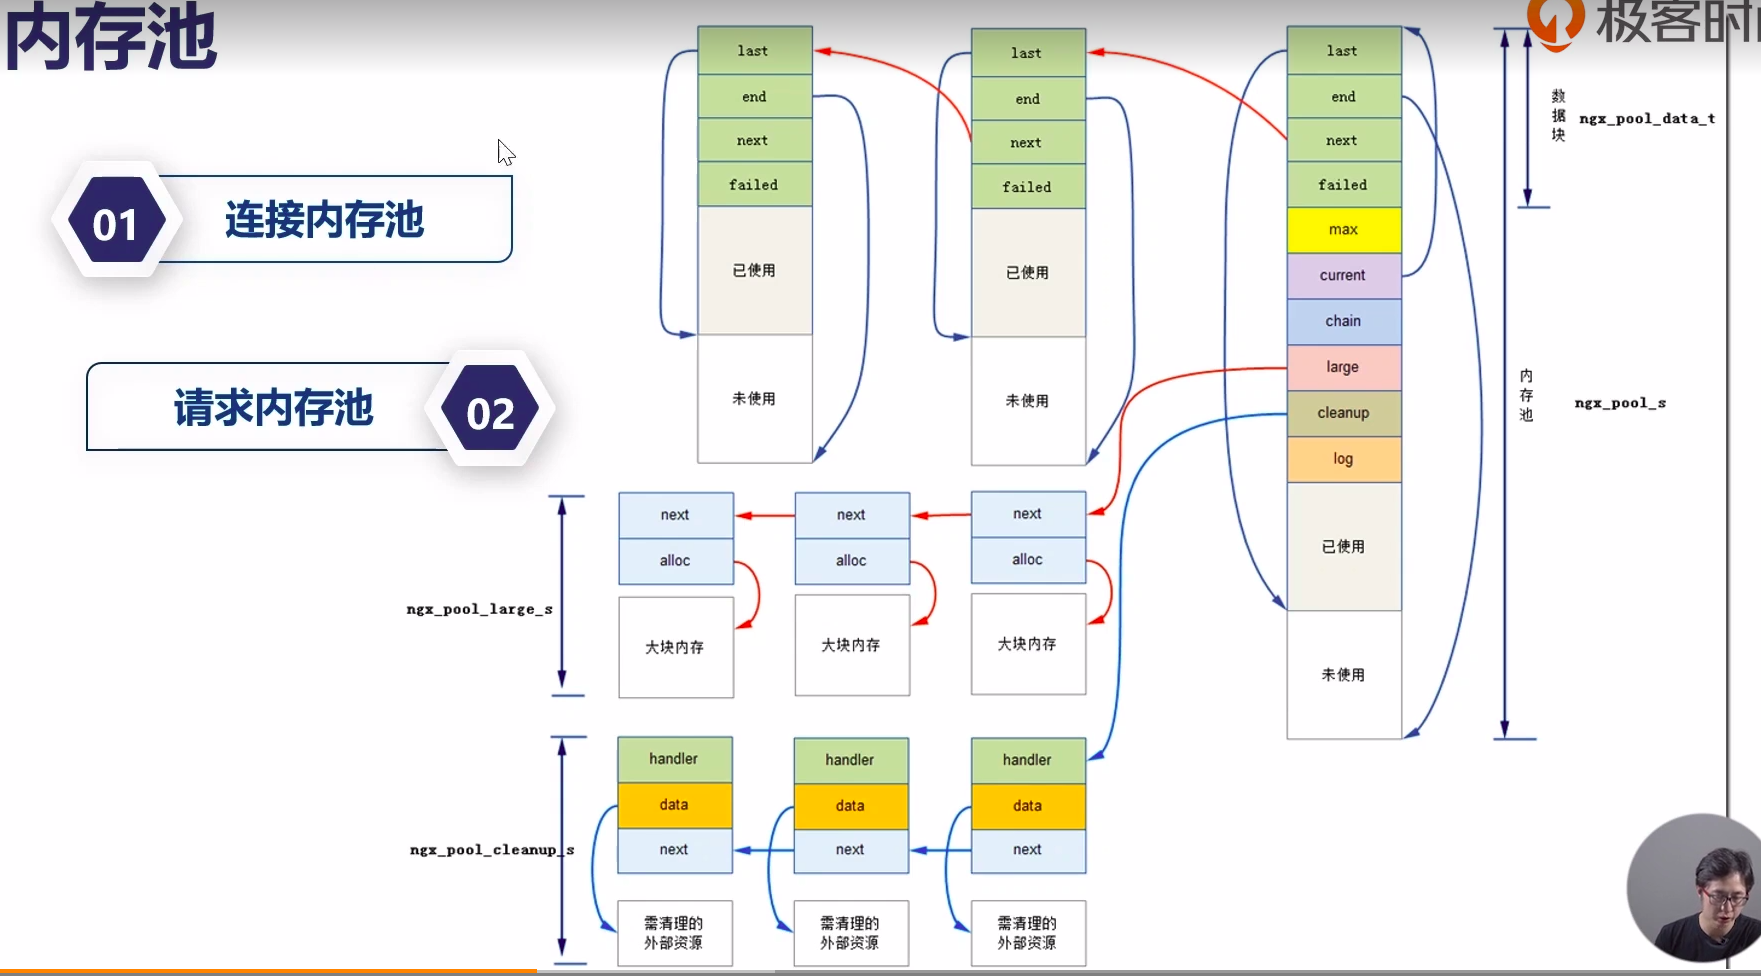 内存池
极客时
01
连接内存池
请求内存池
02
last
end
next
failed
已使用
未使用
last
end
next
failed
已使用
未使用
last
end
next
failed
max
current
chain
large
cleanup
log
已使用
未使用
数据块
ngx_pool_data_t
内存池
ngx_pool_s
ngx_pool_large_s
next
alloc
大块内存
next
alloc
大块内存
next
alloc
大块内存
ngx_pool_cleanup_s
handler
data
next
需清理的
外部资源
handler
data
next
需清理的
外部资源
handler
data
next
需清理的
外部资源